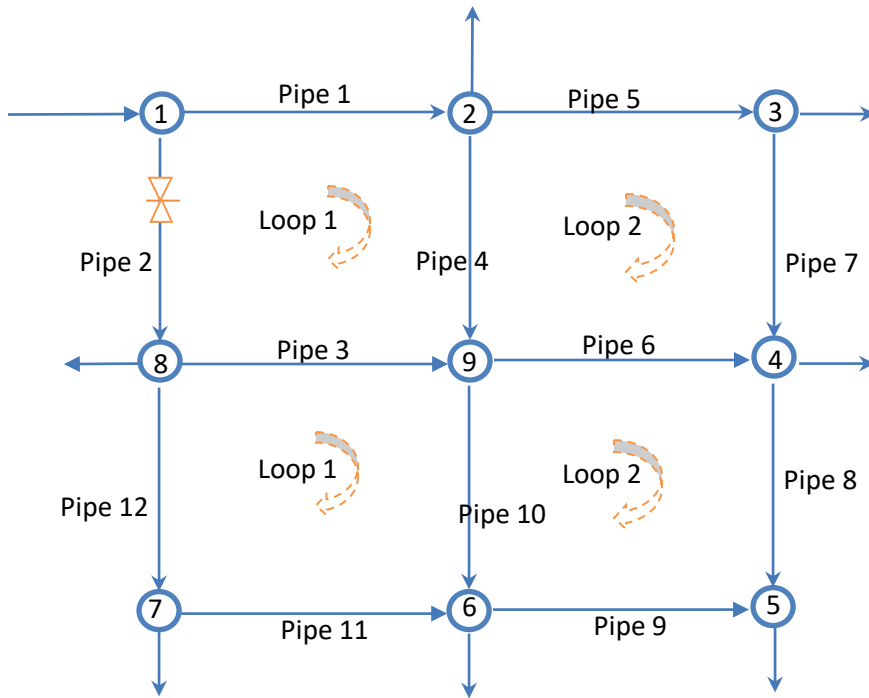 Pipe 1
Pipe 5
1
2
3
Loop 1
Loop 2
Pipe 2
Pipe 4
Pipe 7
Pipe 3
Pipe 6
8
9
4
Loop 1
Loop 2
Pipe 8
Pipe 12
Pipe 10
7
6
5
Pipe 11
Pipe 9